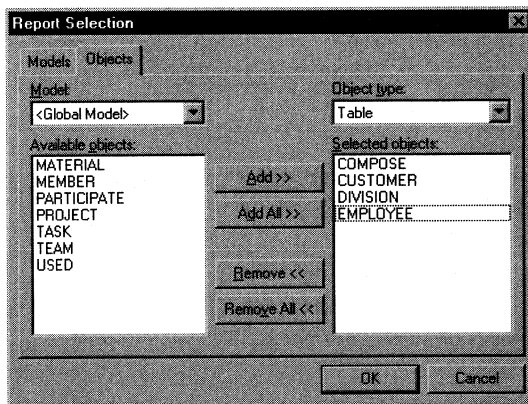 Report Selection
Models Objects
Model:
<Global Model>
Object type:
Table
Available objects:
MATERIAL
MEMBER
PARTICIPATE
PROJECT
TASK
TEAM
USED
Add >>
Add All >>
Remove <<
Remove All <<
Selected objects:
COMPOSE
CUSTOMER
DIVISION
EMPLOYEE
OK Cancel